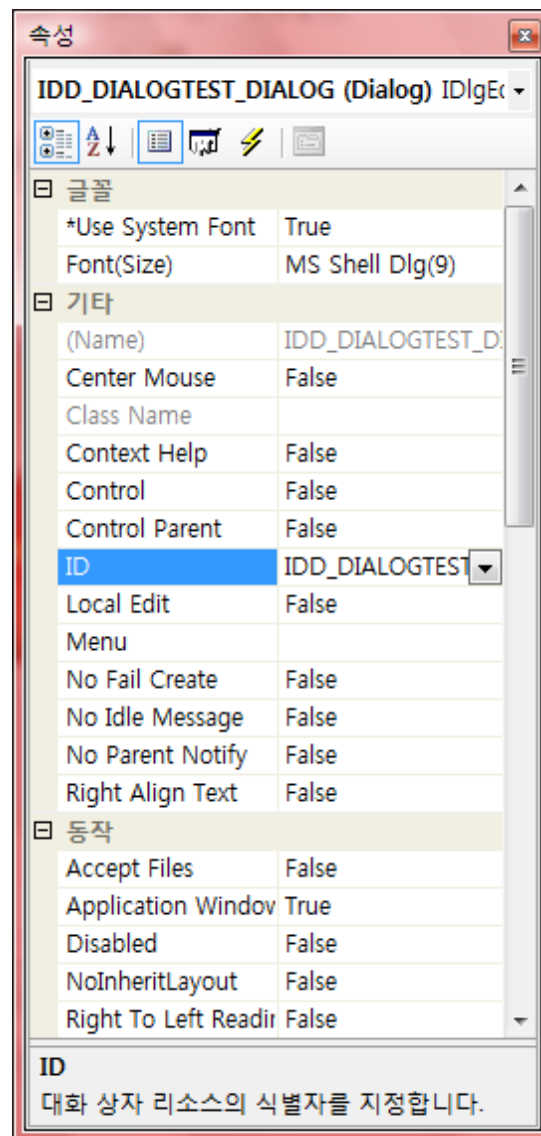 속성
IDD_DIALOGTEST_DIALOG (Dialog) IDlgEc
글꼴
*Use System Font True
Font(Size) MS Shell Dlg(9)
기타
(Name) IDD_DIALOGTEST_D
Center Mouse False
Class Name
Context Help False
Control False
Control Parent False
ID IDD_DIALOGTEST
Local Edit False
Menu
No Fail Create False
No Idle Message False
No Parent Notify False
Right Align Text False
동작
Accept Files False
Application Window True
Disabled False
NoInheritLayout False
Right To Left Readin False
ID
대화 상자 리소스의 식별자를 지정합니다.